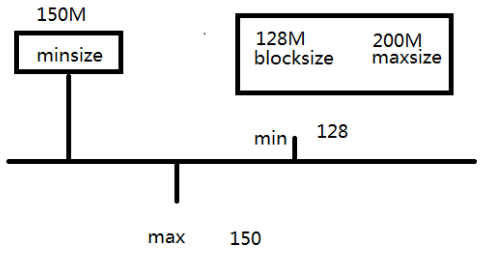 150M
minsize
128M
blocksize
200M
maxsize
min 128
max 150